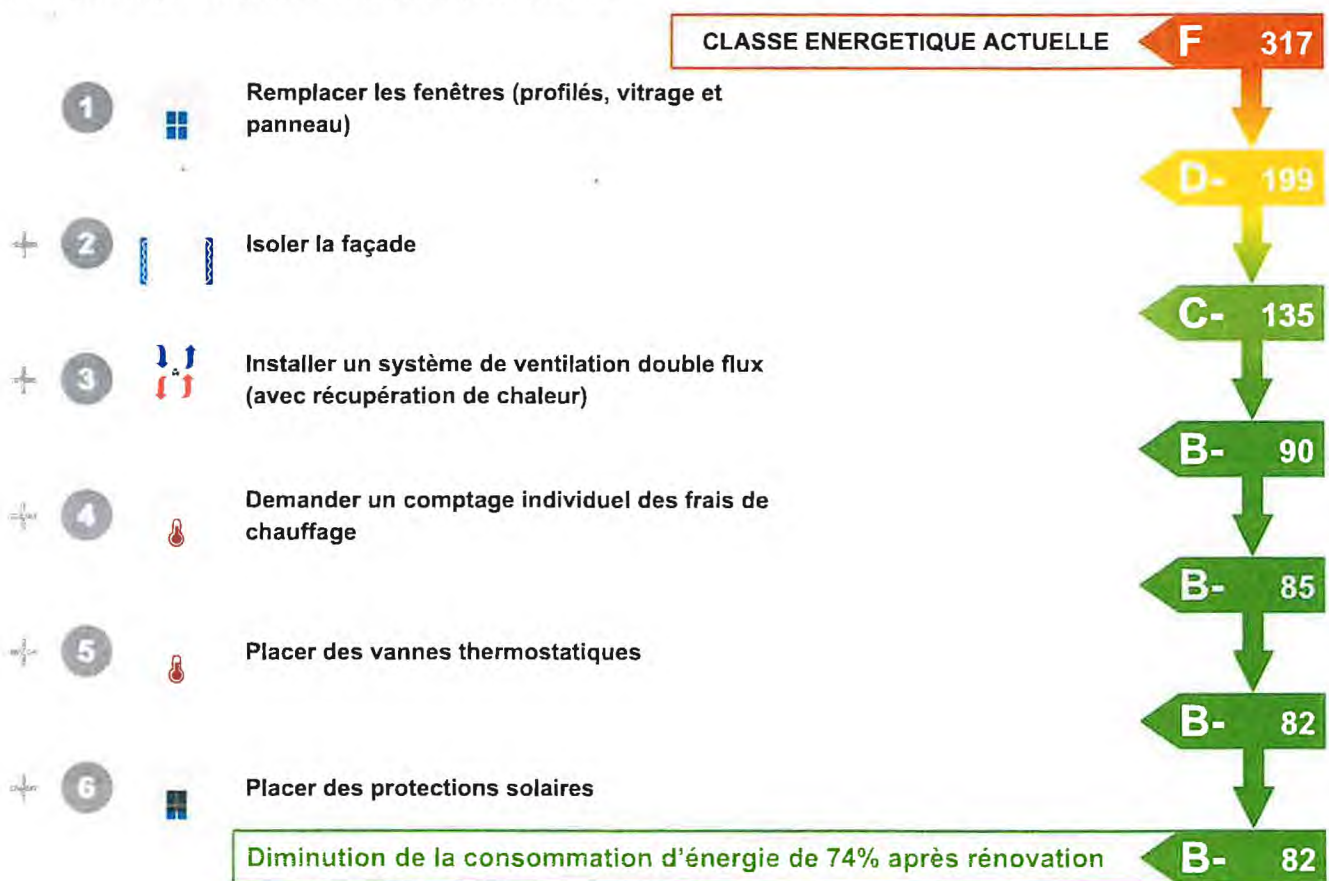 CLASSE ENERGETIQUE ACTUELLE F 317
1 Remplacer les fenêtres (profilés, vitrage et
panneau)
D- 199
+ 2 Isoler la façade
C- 135
+ 3 Installer un système de ventilation double flux
(avec récupération de chaleur)
B- 90
+ 4 Demander un comptage individuel des frais de
chauffage
B- 85
+ 5 Placer des vannes thermostatiques
B- 82
+ 6 Placer des protections solaires
Diminution de la consommation d'énergie de 74% après rénovation B- 82